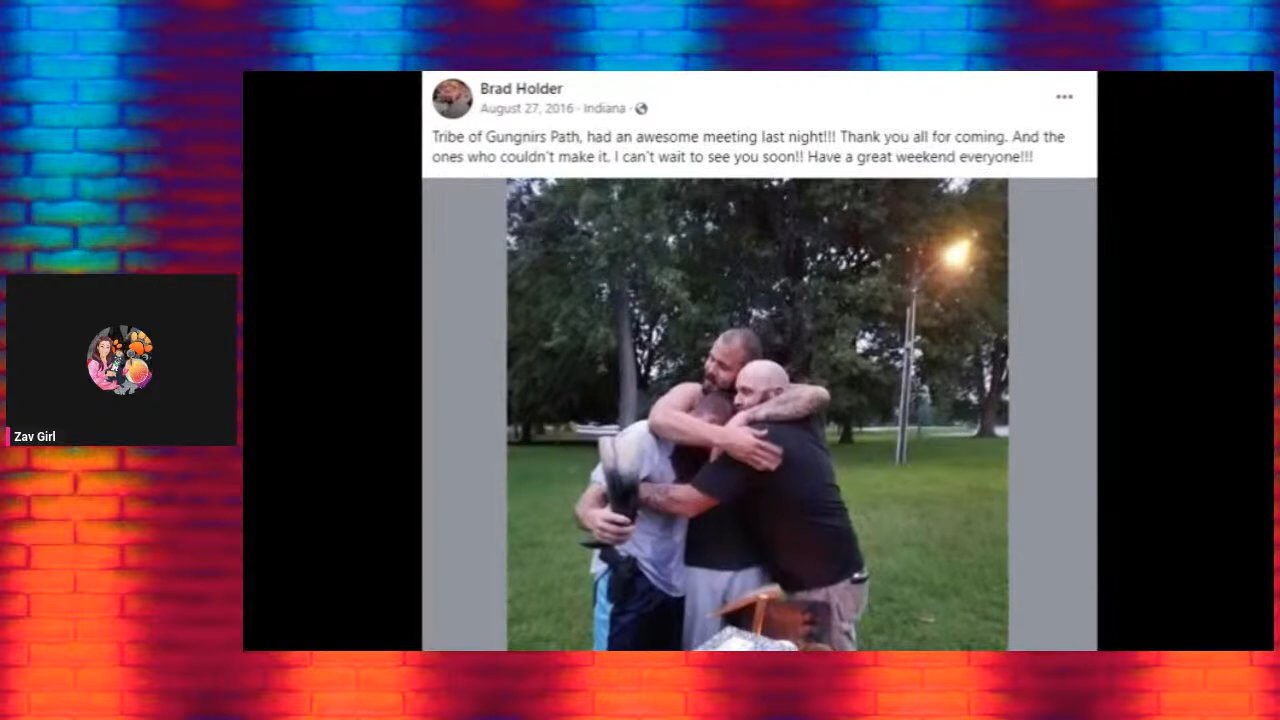 Brad Holder
August 27, 2016 · Indiana ·
Tribe of Gungnirs Path, had an awesome meeting last night!!! Thank you all for coming. And the
ones who couldn't make it. I can't wait to see you soon!! Have a great weekend everyone!!!
Zav Girl